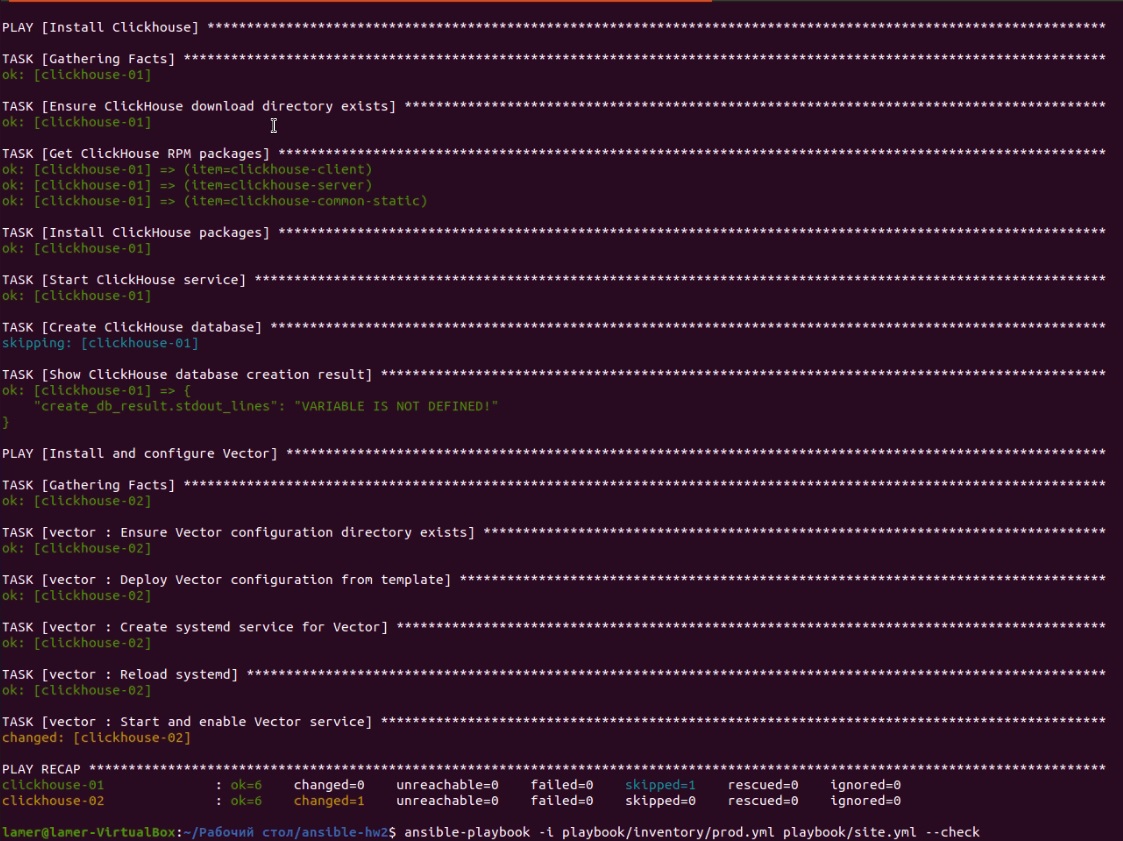 PLAY [Install Clickhouse] ******************************************************************************************************************
TASK [Gathering Facts] *********************************************************************************************************************
ok: [clickhouse-01]
TASK [Ensure ClickHouse download directory exists] *****************************************************************************************
ok: [clickhouse-01]
TASK [Get ClickHouse RPM packages] *********************************************************************************************************
ok: [clickhouse-01] => (item=clickhouse-client)
ok: [clickhouse-01] => (item=clickhouse-server)
ok: [clickhouse-01] => (item=clickhouse-common-static)
TASK [Install ClickHouse packages] *********************************************************************************************************
ok: [clickhouse-01]
TASK [Start ClickHouse service] ************************************************************************************************************
ok: [clickhouse-01]
TASK [Create ClickHouse database] **********************************************************************************************************
skipping: [clickhouse-01]
TASK [Show ClickHouse database creation result] ********************************************************************************************
ok: [clickhouse-01] => {
    "create_db_result.stdout_lines": "VARIABLE IS NOT DEFINED!"
}
PLAY [Install and configure Vector] ********************************************************************************************************
TASK [Gathering Facts] *********************************************************************************************************************
ok: [clickhouse-02]
TASK [vector : Ensure Vector configuration directory exists] *******************************************************************************
ok: [clickhouse-02]
TASK [vector : Deploy Vector configuration from template] **********************************************************************************
ok: [clickhouse-02]
TASK [vector : Create systemd service for Vector] ******************************************************************************************
ok: [clickhouse-02]
TASK [vector : Reload systemd] *************************************************************************************************************
ok: [clickhouse-02]
TASK [vector : Start and enable Vector service] ********************************************************************************************
changed: [clickhouse-02]
PLAY RECAP *********************************************************************************************************************************
clickhouse-01              : ok=6    changed=0    unreachable=0    failed=0    skipped=1    rescued=0    ignored=0
clickhouse-02              : ok=6    changed=1    unreachable=0    failed=0    skipped=0    rescued=0    ignored=0
lamer@lamer-VirtualBox:~/Рабочий стол/ansible-hw2$ ansible-playbook -i playbook/inventory/prod.yml playbook/site.yml --check